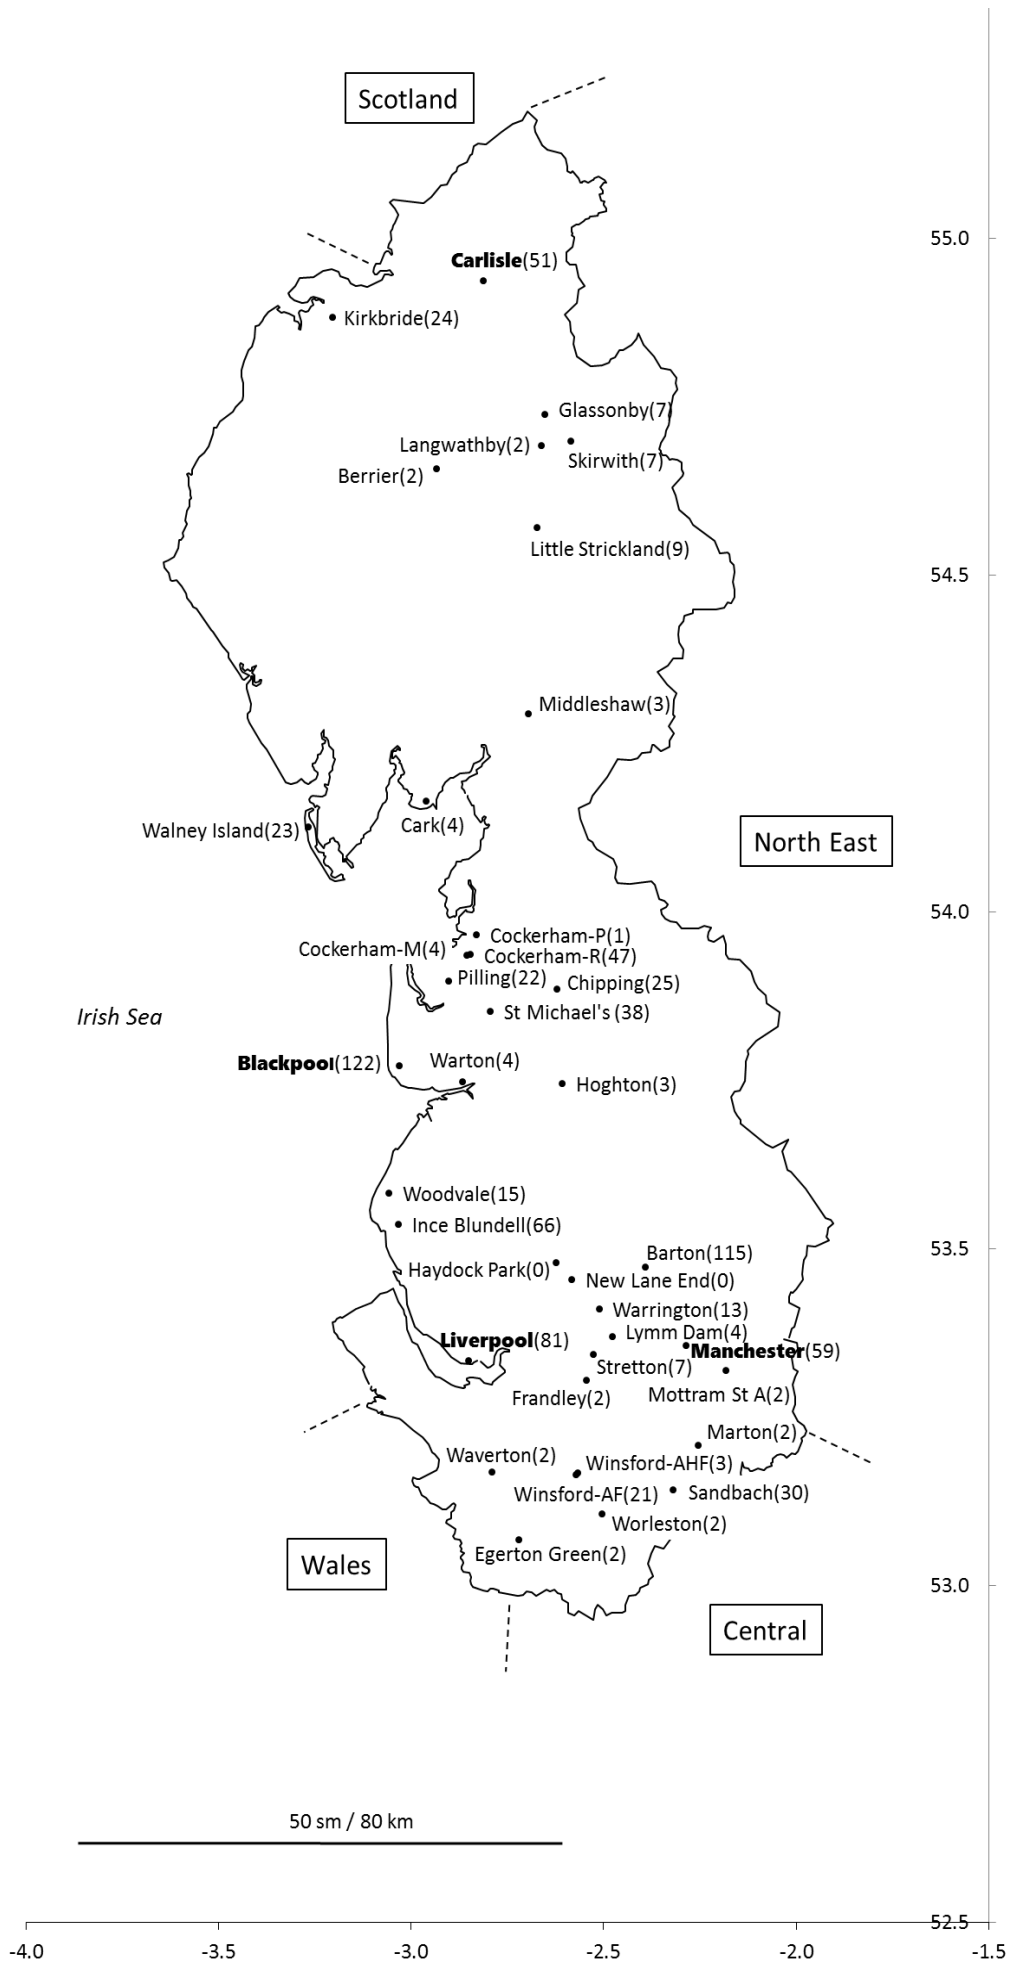 Scotland
55.0
Carlisle(51)
Kirkbride(24)
Glassonby(7)
Langwathby(2)
Skirwith(7)
Berrier(2)
Little Strickland(9)
54.5
Middleshaw(3)
Walney Island(23)
Cark(4)
North East
54.0
Cockerham-P(1)
Cockerham-M(4)
Cockerham-R(47)
Pilling(22)
Chipping(25)
St Michael's (38)
Irish Sea
Blackpool(122)
Warton(4)
Hoghton(3)
Woodvale(15)
Ince Blundell(66)
53.5
Barton(115)
Haydock Park(0)
New Lane End(0)
Warrington(13)
Lymm Dam(4)
Liverpool(81)
Manchester(59)
Stretton(7)
Mottram St A(2)
Frandley(2)
Marton(2)
Waverton(2)
Winsford-AHF(3)
Winsford-AF(21)
Sandbach(30)
Worleston(2)
Egerton Green(2)
Wales
53.0
Central
50 sm / 80 km
52.5
-4.0 -3.5 -3.0 -2.5 -2.0 -1.5